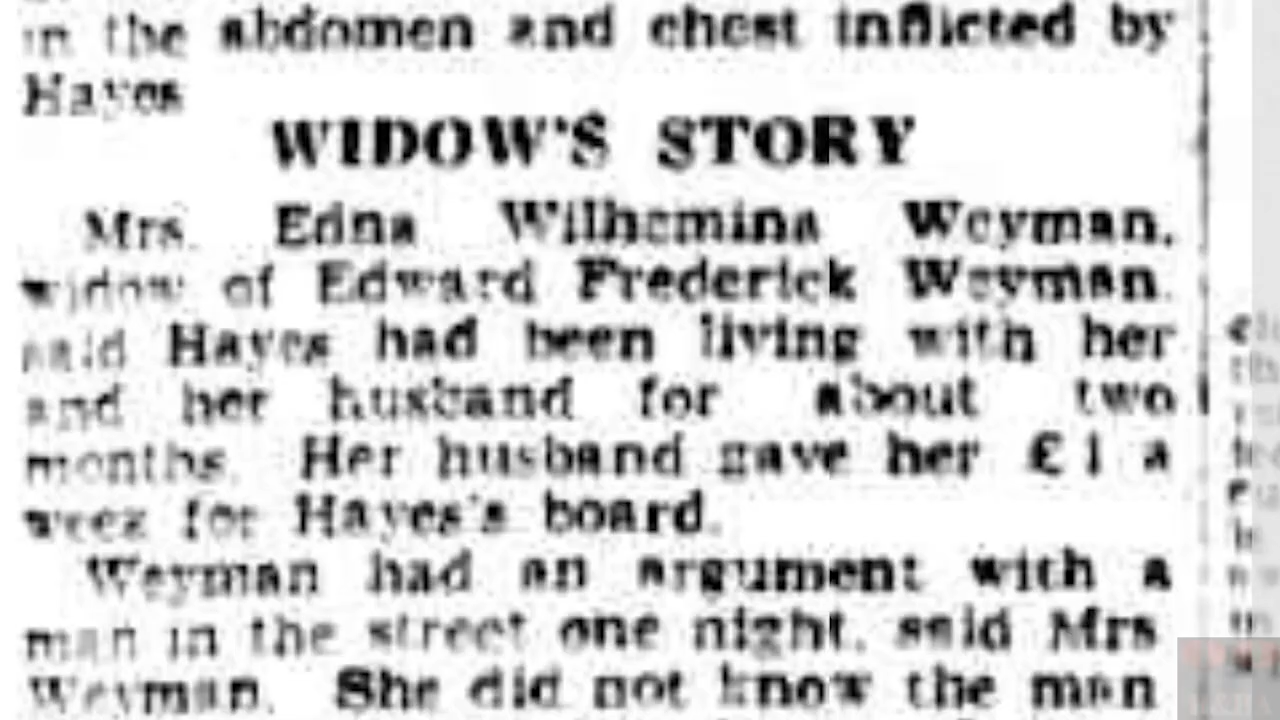 in the abdomen and chest inflicted by
Hayes
WIDOW'S STORY
Mrs. Edna Wilhemina Weyman,
widow of Edward Frederick Weyman.
said Hayes had been living with her
and her husband for about two
months. Her husband gave her £1 a
week for Hayes's board.
Weyman had an argument with a
man in the street one night, said Mrs
Weyman. She did not know the man